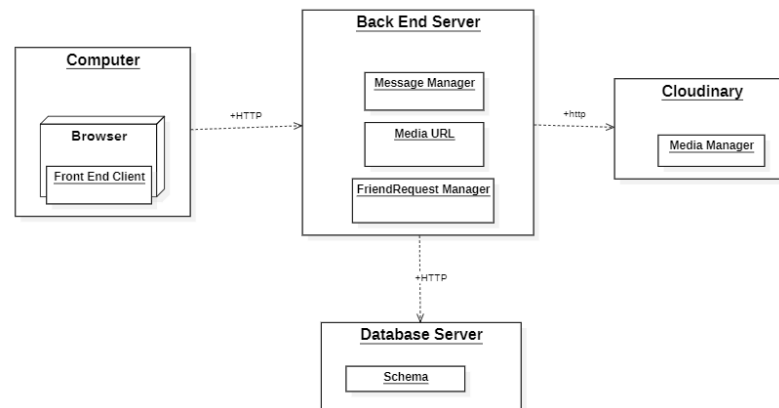 Computer
Browser
Front End Client
+HTTP
Back End Server
Message Manager
Media URL
FriendRequest Manager
+http
Cloudinary
Media Manager
+HTTP
Database Server
Schema